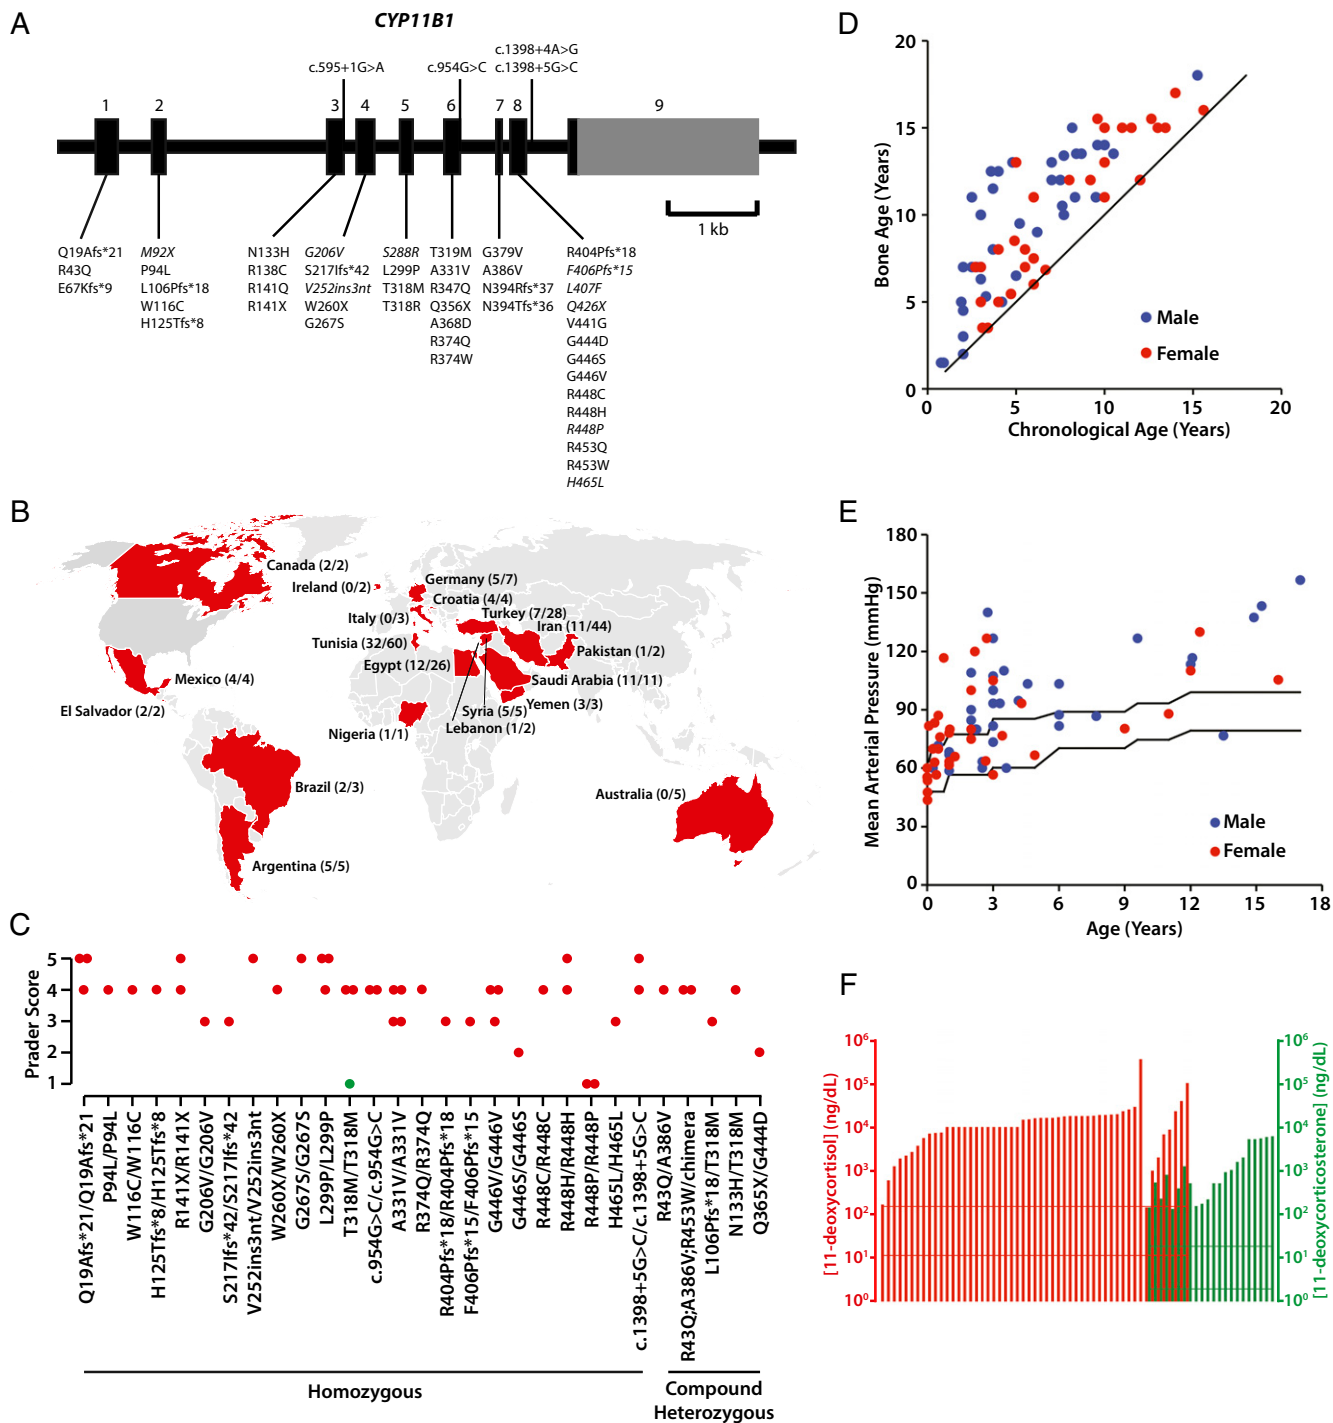 A
CYP11B1
c.1398+4A>G
c.595+1G>A
c.954G>C
c.1398+5G>C
1
2
3
4
5
6
7
8
9
1 kb
Q19Afs*21
R43Q
E67Kfs*9
M92X
P94L
L106Pfs*18
W116C
H125Tfs*8
N133H
R138C
R141Q
R141X
G206V
S217Ifs*42
V252ins3nt
W260X
G267S
S288R
L299P
T318M
T318R
T319M
A331V
R347Q
Q356X
A368D
R374Q
R374W
G379V
A386V
N394Rfs*37
N394Tfs*36
R404Pfs*18
F406Pfs*15
L407F
Q426X
V441G
G444D
G446S
G446V
R448C
R448H
R448P
R453Q
R453W
H465L
B
Canada (2/2)
Ireland (0/2)
Germany (5/7)
Croatia (4/4)
Italy (0/3)
Turkey (7/28)
Iran (11/44)
Tunisia (32/60)
Pakistan (1/2)
Egypt (12/26)
Mexico (4/4)
Saudi Arabia (11/11)
Yemen (3/3)
El Salvador (2/2)
Syria (5/5)
Lebanon (1/2)
Nigeria (1/1)
Brazil (2/3)
Australia (0/5)
Argentina (5/5)
C
Prader Score
5
4
3
2
1
Q19Afs*21/Q19Afs*21
P94L/P94L
W116C/W116C
H125Tfs*8/H125Tfs*8
R141X/R141X
G206V/G206V
S217Ifs*42/S217Ifs*42
V252ins3nt/V252ins3nt
W260X/W260X
G267S/G267S
L299P/L299P
T318M/T318M
c.954G>C/c.954G>C
A331V/A331V
R374Q/R374Q
R404Pfs*18/R404Pfs*18
F406Pfs*15/F406Pfs*15
G446V/G446V
G446S/G446S
R448C/R448C
R448H/R448H
R448P/R448P
H465L/H465L
c.1398+5G>C/c.1398+5G>C
R43Q/A386V
R43Q;A386V;R453W/chimera
L106Pfs*18/T318M
N133H/T318M
Q365X/G444D
Homozygous
Compound
Heterozygous
D
Bone Age (Years)
20
15
10
5
0
Male
Female
0
5
10
15
20
Chronological Age (Years)
E
Mean Arterial Pressure (mmHg)
180
150
120
90
60
30
0
Male
Female
0
3
6
9
12
15
18
Age (Years)
F
[11-deoxycortisol] (ng/dL)
10⁶
10⁵
10⁴
10³
10²
10¹
10⁰
10⁶
10⁵
10⁴
10³
10²
10¹
10⁰
[11-deoxycorticosterone] (ng/dL)